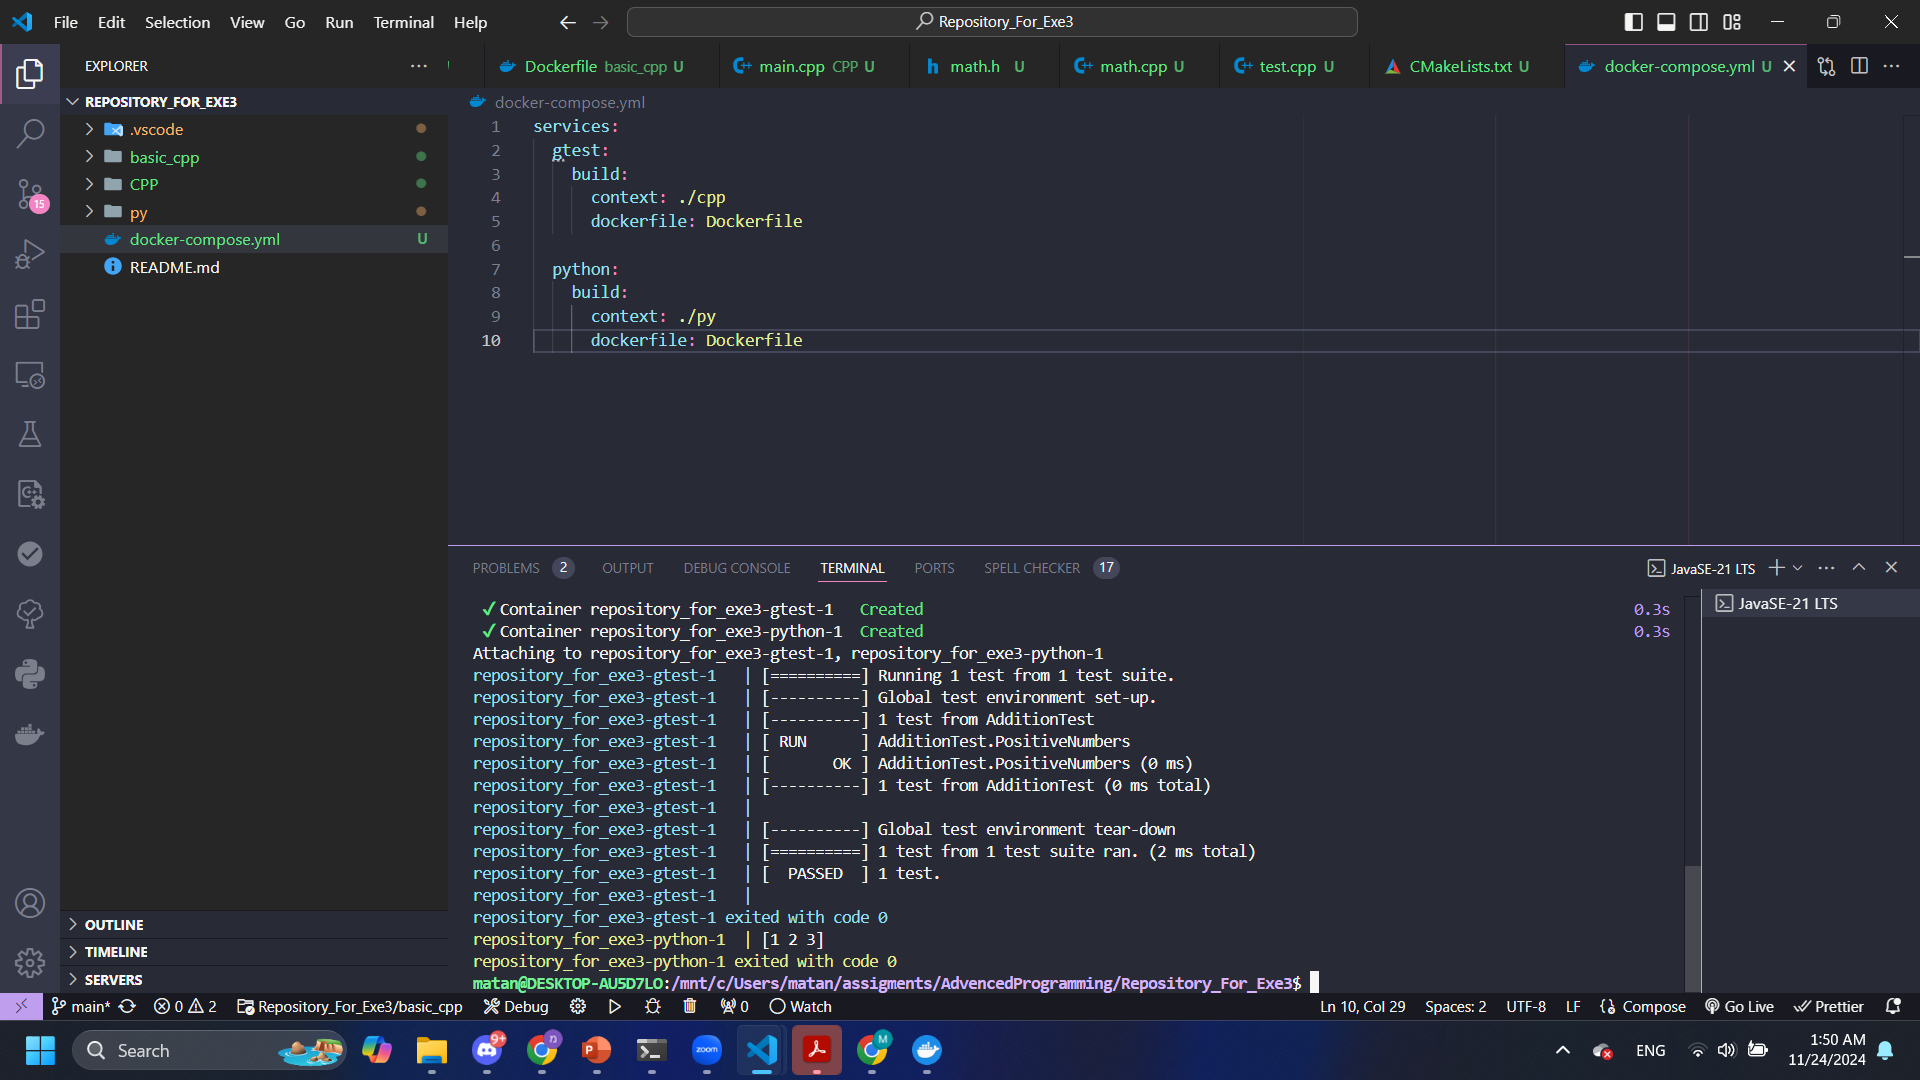 File Edit Selection View Go Run Terminal Help
Repository_For_Exe3
EXPLORER
Dockerfile basic_cpp U
main.cpp CPP U
math.h U
math.cpp U
test.cpp U
CMakeLists.txt U
docker-compose.yml U
REPOSITORY_FOR_EXE3
.vscode
basic_cpp
CPP
py
docker-compose.yml U
README.md
15
docker-compose.yml
1 services:
2 gtest:
3 build:
4 context: ./cpp
5 dockerfile: Dockerfile
6
7 python:
8 build:
9 context: ./py
10 dockerfile: Dockerfile
PROBLEMS 2 OUTPUT DEBUG CONSOLE TERMINAL PORTS SPELL CHECKER 17
JavaSE-21 LTS
JavaSE-21 LTS
✓ Container repository_for_exe3-gtest-1 Created 0.3s
✓ Container repository_for_exe3-python-1 Created 0.3s
Attaching to repository_for_exe3-gtest-1, repository_for_exe3-python-1
repository_for_exe3-gtest-1 | [==========] Running 1 test from 1 test suite.
repository_for_exe3-gtest-1 | [----------] Global test environment set-up.
repository_for_exe3-gtest-1 | [----------] 1 test from AdditionTest
repository_for_exe3-gtest-1 | [ RUN      ] AdditionTest.PositiveNumbers
repository_for_exe3-gtest-1 | [       OK ] AdditionTest.PositiveNumbers (0 ms)
repository_for_exe3-gtest-1 | [----------] 1 test from AdditionTest (0 ms total)
repository_for_exe3-gtest-1 |
repository_for_exe3-gtest-1 | [----------] Global test environment tear-down
repository_for_exe3-gtest-1 | [==========] 1 test from 1 test suite ran. (2 ms total)
repository_for_exe3-gtest-1 | [  PASSED  ] 1 test.
repository_for_exe3-gtest-1 |
repository_for_exe3-gtest-1 exited with code 0
repository_for_exe3-python-1 | [1 2 3]
repository_for_exe3-python-1 exited with code 0
matan@DESKTOP-AU5D7LO:/mnt/c/Users/matan/assigments/AdvencedProgramming/Repository_For_Exe3$
OUTLINE
TIMELINE
SERVERS
main* 0 2 Repository_For_Exe3/basic_cpp Debug 0 Watch
Ln 10, Col 29 Spaces: 2 UTF-8 LF Compose Go Live Prettier
Search
9+
n
zoom
M
ENG
1:50 AM
11/24/2024